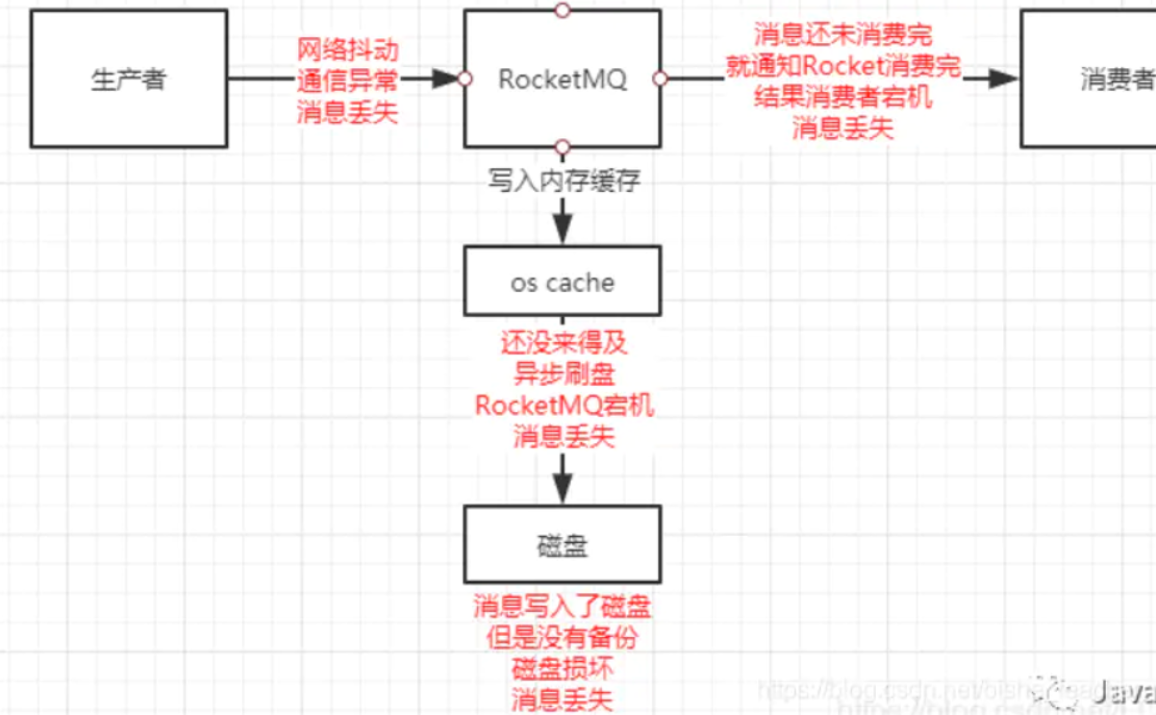 生产者
网络抖动
通信异常
消息丢失
RocketMQ
消息还未消费完
就通知Rocket消费完
结果消费者宕机
消息丢失
消费者
写入内存缓存
os cache
还没来得及
异步刷盘
RocketMQ宕机
消息丢失
磁盘
消息写入了磁盘
但是没有备份
磁盘损坏
消息丢失
Java